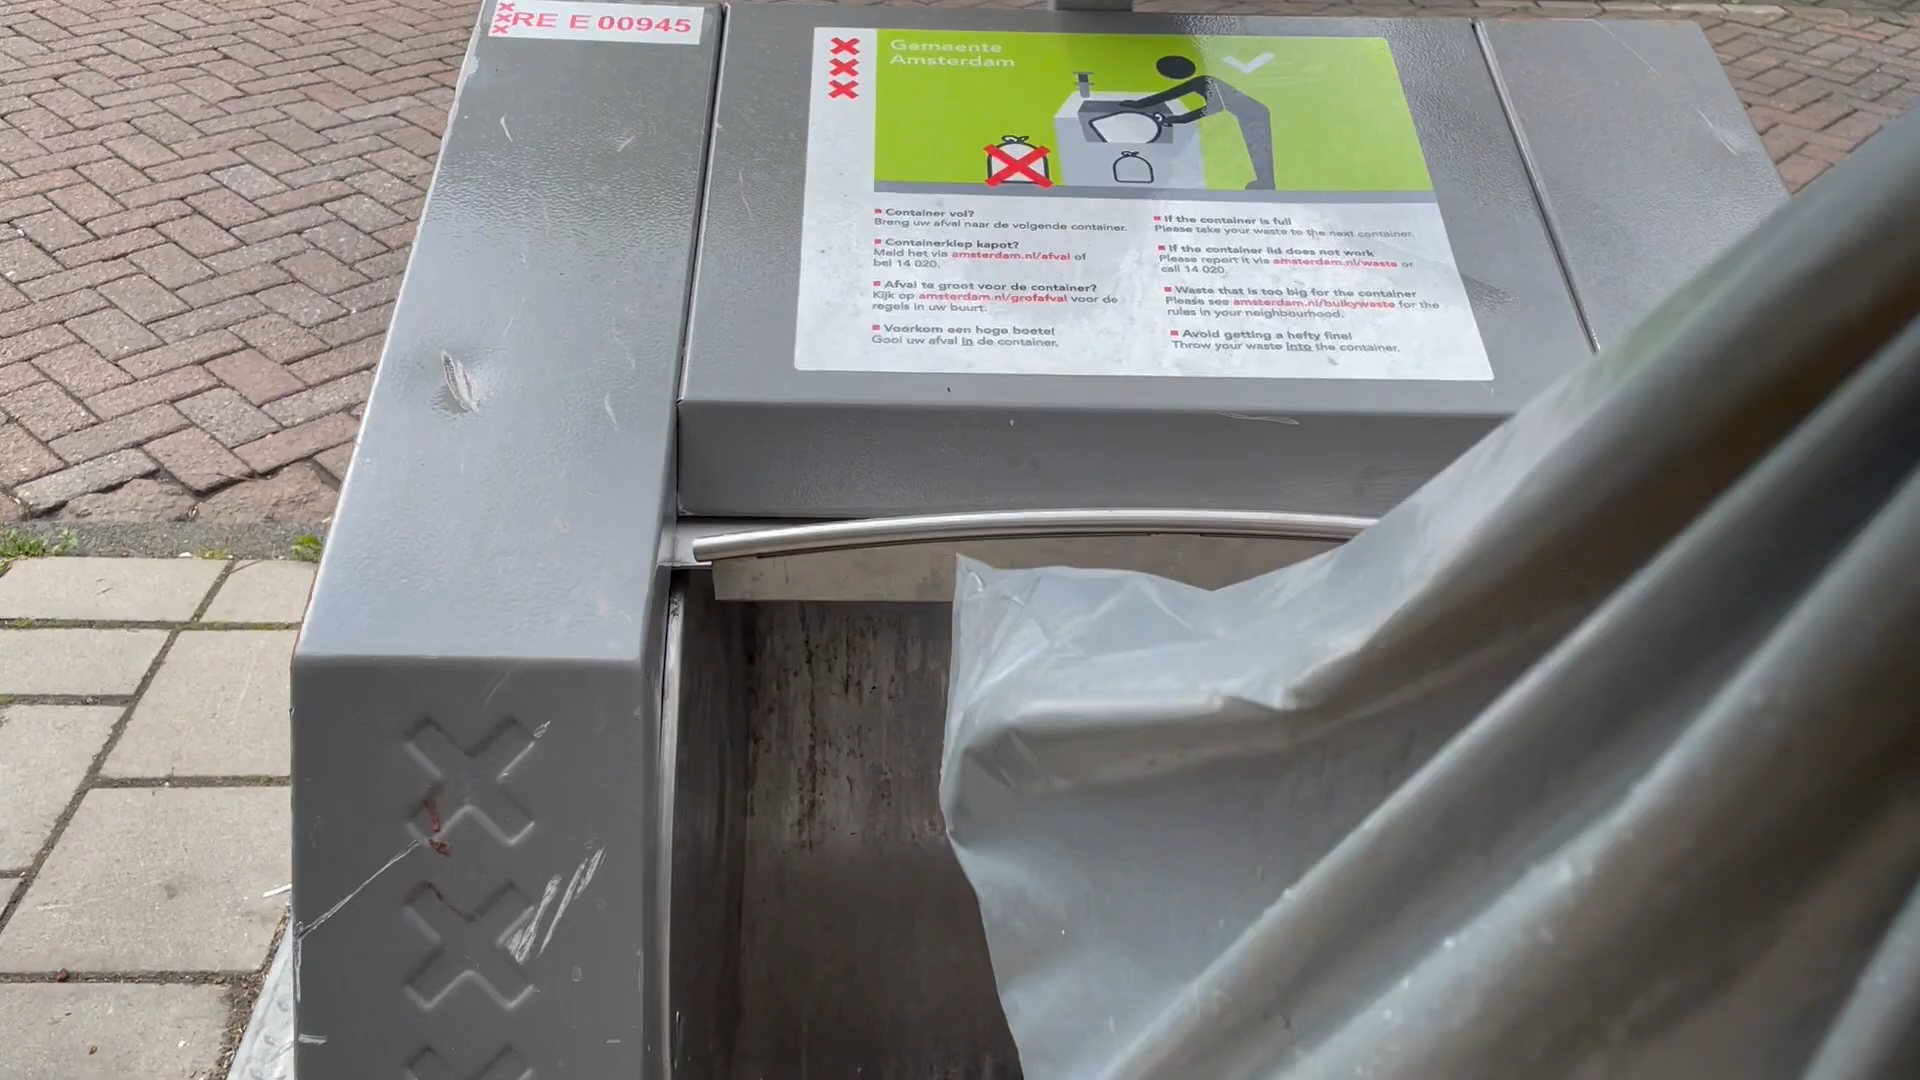 RE E 00945
Gemeente
Amsterdam
Container vol?
Breng uw afval naar de volgende container.
Containerklep kapot?
Meld het via amsterdam.nl/afval of
bel 14 020.
Afval te groot voor de container?
Kijk op amsterdam.nl/grofafval voor de
regels in uw buurt.
Voorkom een hoge boete!
Gooi uw afval in de container.
If the container is full
Please take your waste to the next container.
If the container lid does not work
Please report it via amsterdam.nl/waste or
call 14 020.
Waste that is too big for the container
Please see amsterdam.nl/bulkywaste for the
rules in your neighbourhood.
Avoid getting a hefty fine!
Throw your waste into the container.